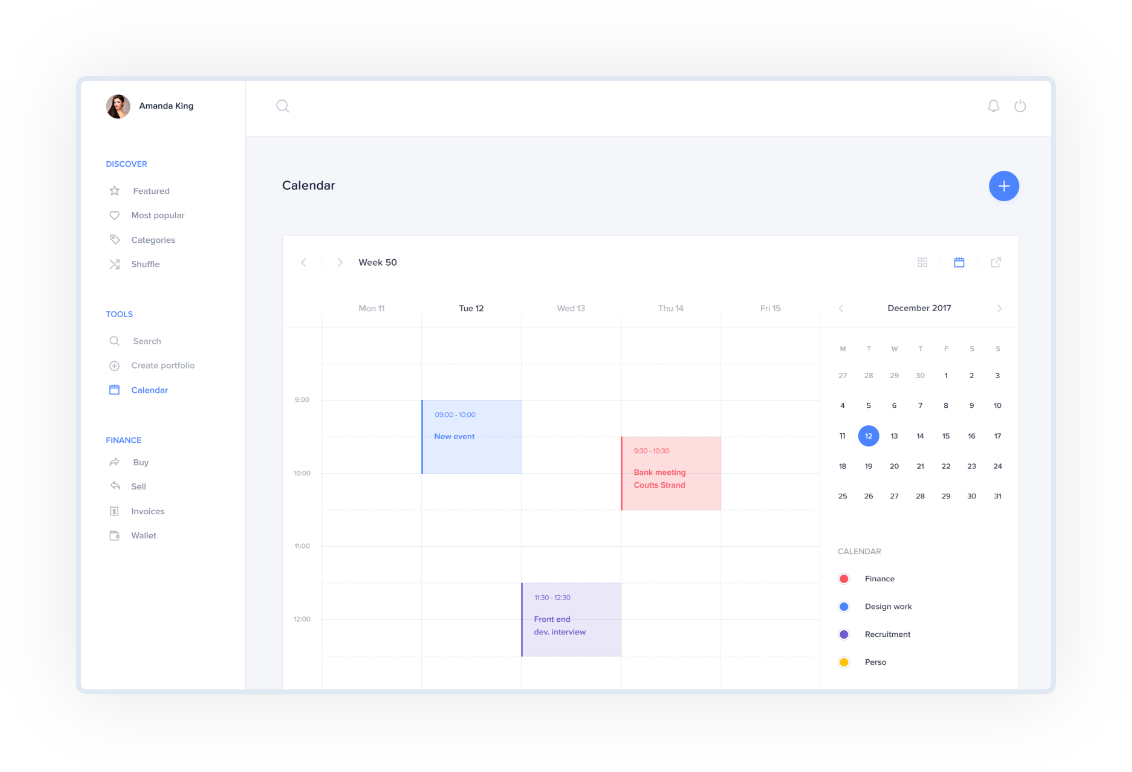 Amanda King
DISCOVER
Featured
Most popular
Categories
Shuffle
TOOLS
Search
Create portfolio
Calendar
FINANCE
Buy
Sell
Invoices
Wallet
Calendar
Week 50
Mon 11 Tue 12 Wed 13 Thu 14 Fri 15
9:00
10:00
11:00
12:00
09:00 - 10:00
New event
9:30 - 10:30
Bank meeting
Coutts Strand
11:30 - 12:30
Front end
dev. interview
December 2017
M T W T F S S
27 28 29 30 1 2 3
4 5 6 7 8 9 10
11 12 13 14 15 16 17
18 19 20 21 22 23 24
25 26 27 28 29 30 31
CALENDAR
Finance
Design work
Recruitment
Perso